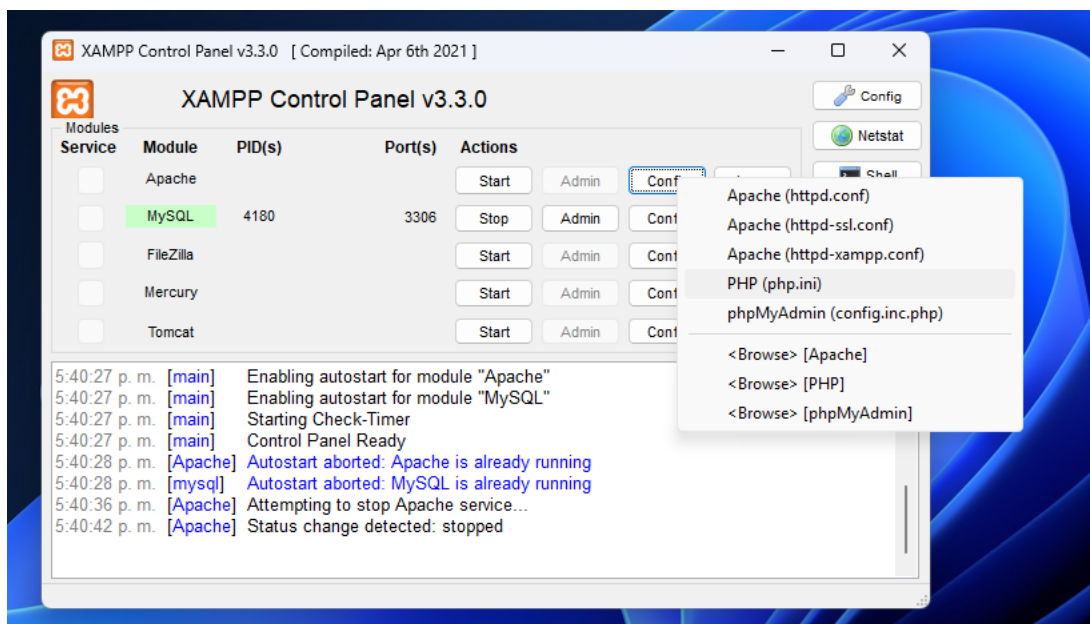 XAMPP Control Panel v3.3.0 [ Compiled: Apr 6th 2021 ]
XAMPP Control Panel v3.3.0
Config
Modules
Service Module PID(s) Port(s) Actions
Netstat
Shell
Apache Start Admin
MySQL 4180 3306 Stop Admin
FileZilla Start Admin
Mercury Start Admin
Tomcat Start Admin
Apache (httpd.conf)
Apache (httpd-ssl.conf)
Apache (httpd-xampp.conf)
PHP (php.ini)
phpMyAdmin (config.inc.php)
<Browse> [Apache]
<Browse> [PHP]
<Browse> [phpMyAdmin]
5:40:27 p. m. [main] Enabling autostart for module "Apache"
5:40:27 p. m. [main] Enabling autostart for module "MySQL"
5:40:27 p. m. [main] Starting Check-Timer
5:40:27 p. m. [main] Control Panel Ready
5:40:28 p. m. [Apache] Autostart aborted: Apache is already running
5:40:28 p. m. [mysql] Autostart aborted: MySQL is already running
5:40:36 p. m. [Apache] Attempting to stop Apache service...
5:40:42 p. m. [Apache] Status change detected: stopped